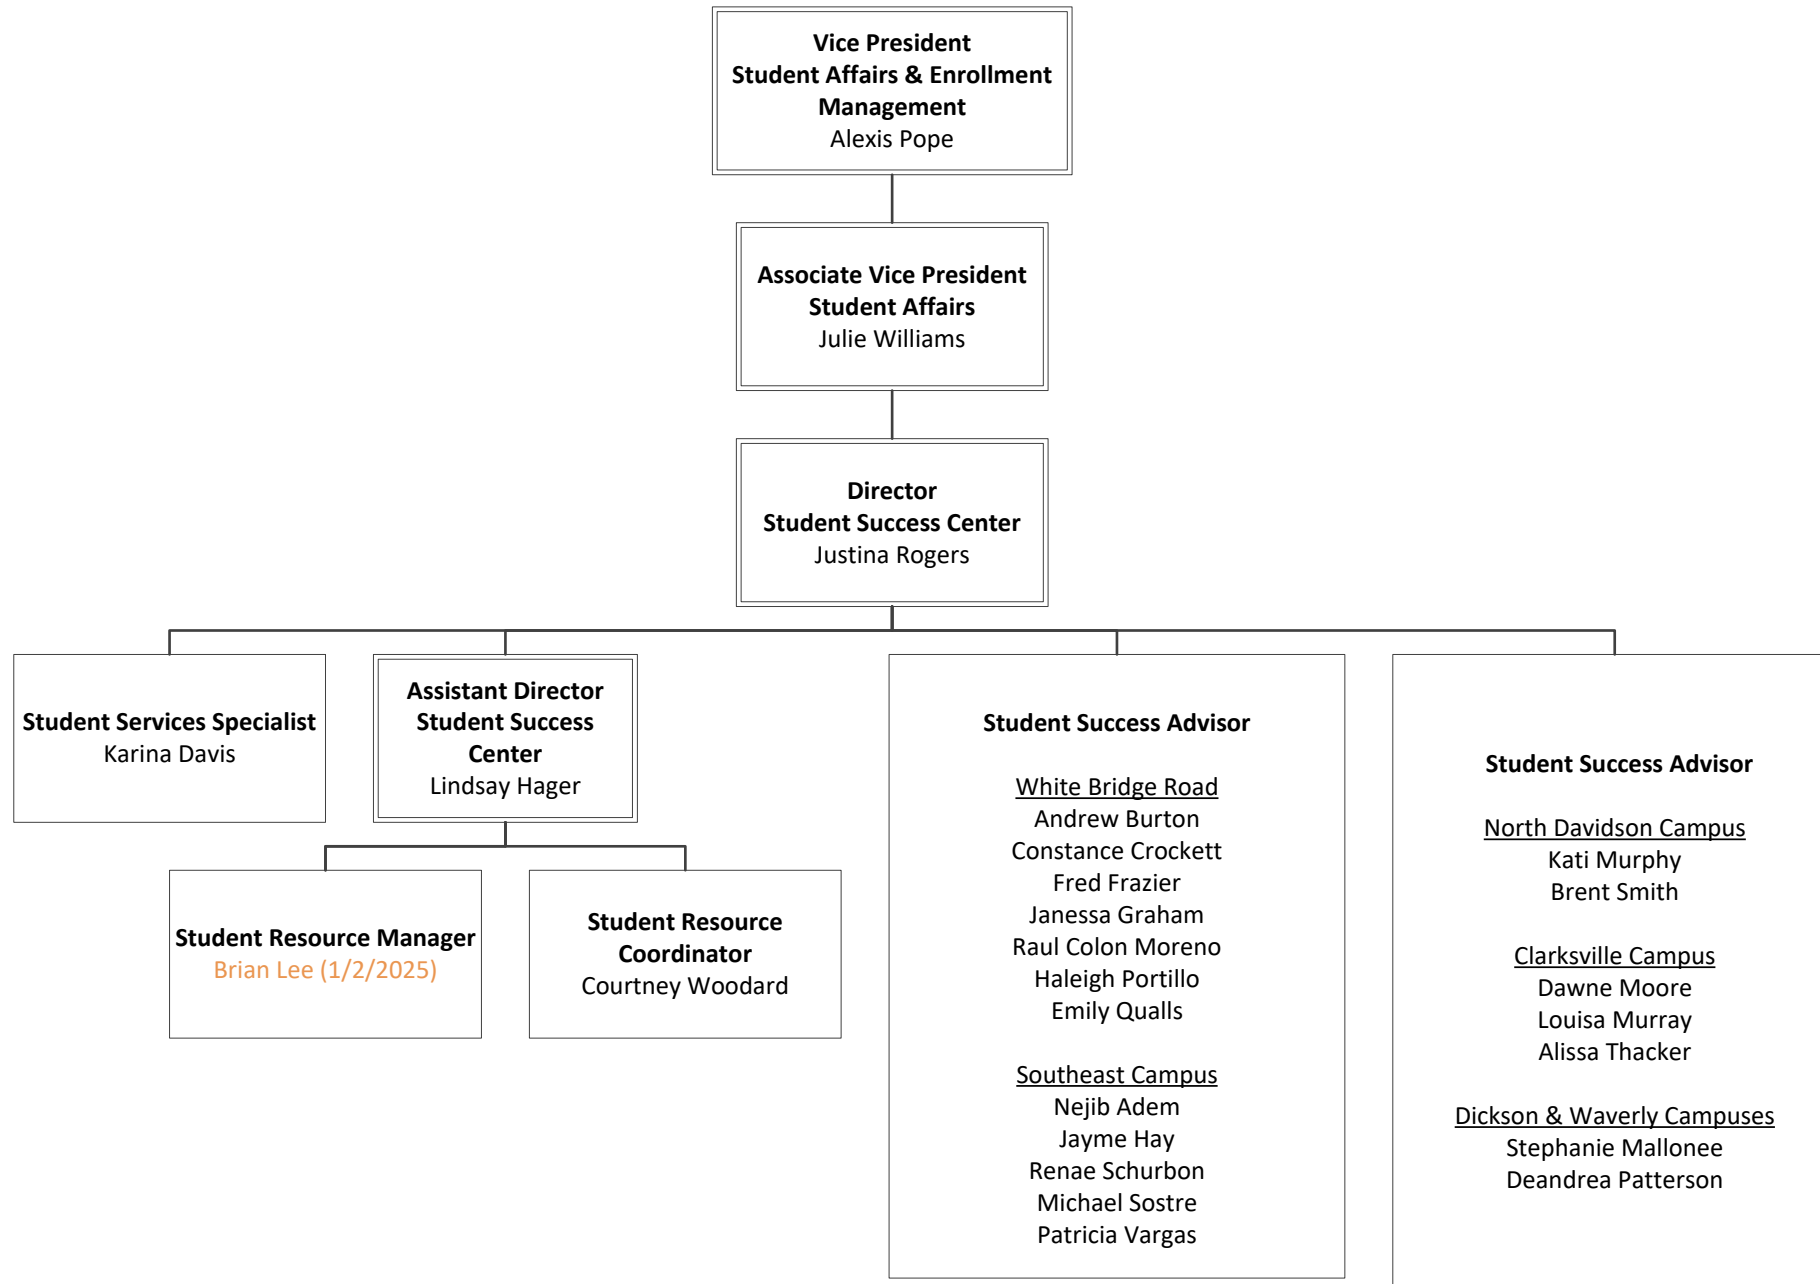 Vice President
Student Affairs & Enrollment
Management
Alexis Pope
Associate Vice President
Student Affairs
Julie Williams
Director
Student Success Center
Justina Rogers
Student Services Specialist
Karina Davis
Assistant Director
Student Success
Center
Lindsay Hager
Student Resource Manager
Brian Lee (1/2/2025)
Student Resource
Coordinator
Courtney Woodard
Student Success Advisor
White Bridge Road
Andrew Burton
Constance Crockett
Fred Frazier
Janessa Graham
Raul Colon Moreno
Haleigh Portillo
Emily Qualls
Southeast Campus
Nejib Adem
Jayme Hay
Renae Schurbon
Michael Sostre
Patricia Vargas
Student Success Advisor
North Davidson Campus
Kati Murphy
Brent Smith
Clarksville Campus
Dawne Moore
Louisa Murray
Alissa Thacker
Dickson & Waverly Campuses
Stephanie Mallonee
Deandrea Patterson